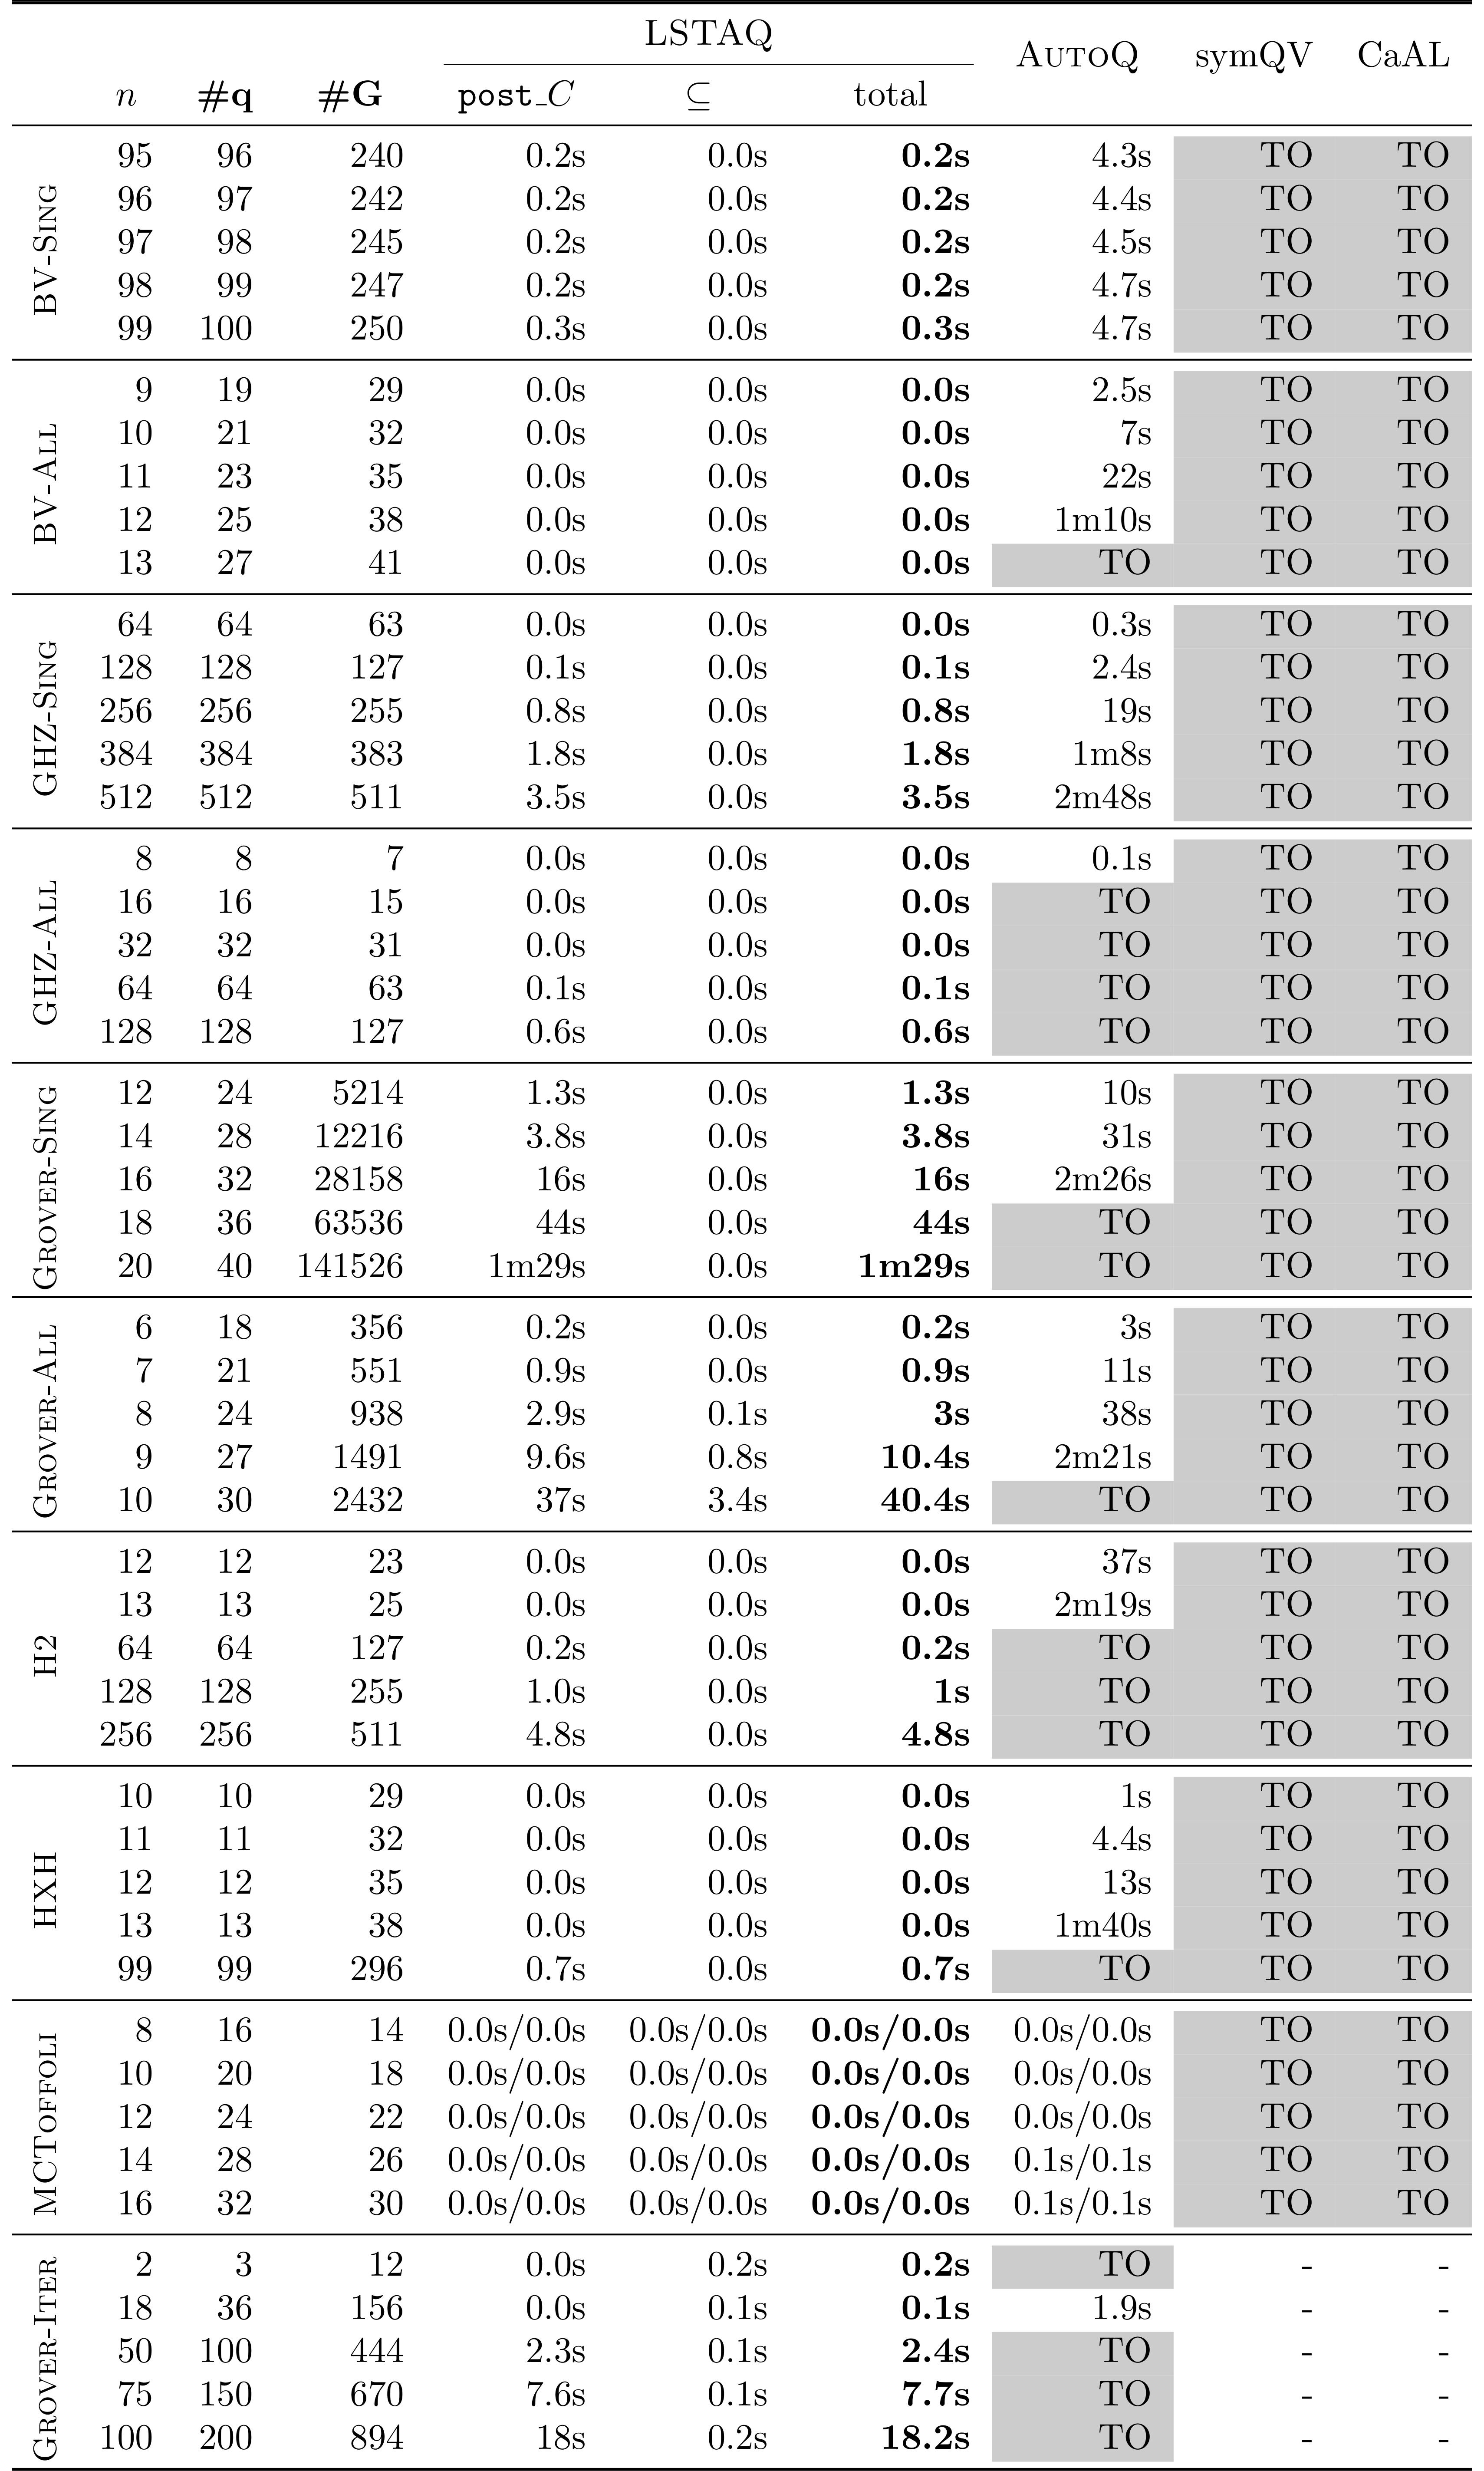 LSTAQ
AutoQ symQV CaAL
n #q #G post_C ⊆ total
BV-Sing
95 96 240 0.2s 0.0s 0.2s 4.3s TO TO
96 97 242 0.2s 0.0s 0.2s 4.4s TO TO
97 98 245 0.2s 0.0s 0.2s 4.5s TO TO
98 99 247 0.2s 0.0s 0.2s 4.7s TO TO
99 100 250 0.3s 0.0s 0.3s 4.7s TO TO
BV-All
9 19 29 0.0s 0.0s 0.0s 2.5s TO TO
10 21 32 0.0s 0.0s 0.0s 7s TO TO
11 23 35 0.0s 0.0s 0.0s 22s TO TO
12 25 38 0.0s 0.0s 0.0s 1m10s TO TO
13 27 41 0.0s 0.0s 0.0s TO TO TO
GHZ-Sing
64 64 63 0.0s 0.0s 0.0s 0.3s TO TO
128 128 127 0.1s 0.0s 0.1s 2.4s TO TO
256 256 255 0.8s 0.0s 0.8s 19s TO TO
384 384 383 1.8s 0.0s 1.8s 1m8s TO TO
512 512 511 3.5s 0.0s 3.5s 2m48s TO TO
GHZ-All
8 8 7 0.0s 0.0s 0.0s 0.1s TO TO
16 16 15 0.0s 0.0s 0.0s TO TO TO
32 32 31 0.0s 0.0s 0.0s TO TO TO
64 64 63 0.1s 0.0s 0.1s TO TO TO
128 128 127 0.6s 0.0s 0.6s TO TO TO
Grover-Sing
12 24 5214 1.3s 0.0s 1.3s 10s TO TO
14 28 12216 3.8s 0.0s 3.8s 31s TO TO
16 32 28158 16s 0.0s 16s 2m26s TO TO
18 36 63536 44s 0.0s 44s TO TO TO
20 40 141526 1m29s 0.0s 1m29s TO TO TO
Grover-All
6 18 356 0.2s 0.0s 0.2s 3s TO TO
7 21 551 0.9s 0.0s 0.9s 11s TO TO
8 24 938 2.9s 0.1s 3s 38s TO TO
9 27 1491 9.6s 0.8s 10.4s 2m21s TO TO
10 30 2432 37s 3.4s 40.4s TO TO TO
H2
12 12 23 0.0s 0.0s 0.0s 37s TO TO
13 13 25 0.0s 0.0s 0.0s 2m19s TO TO
64 64 127 0.2s 0.0s 0.2s TO TO TO
128 128 255 1.0s 0.0s 1s TO TO TO
256 256 511 4.8s 0.0s 4.8s TO TO TO
HXH
10 10 29 0.0s 0.0s 0.0s 1s TO TO
11 11 32 0.0s 0.0s 0.0s 4.4s TO TO
12 12 35 0.0s 0.0s 0.0s 13s TO TO
13 13 38 0.0s 0.0s 0.0s 1m40s TO TO
99 99 296 0.7s 0.0s 0.7s TO TO TO
MCToffoli
8 16 14 0.0s/0.0s 0.0s/0.0s 0.0s/0.0s 0.0s/0.0s TO TO
10 20 18 0.0s/0.0s 0.0s/0.0s 0.0s/0.0s 0.0s/0.0s TO TO
12 24 22 0.0s/0.0s 0.0s/0.0s 0.0s/0.0s 0.0s/0.0s TO TO
14 28 26 0.0s/0.0s 0.0s/0.0s 0.0s/0.0s 0.1s/0.1s TO TO
16 32 30 0.0s/0.0s 0.0s/0.0s 0.0s/0.0s 0.1s/0.1s TO TO
Grover-Iter
2 3 12 0.0s 0.2s 0.2s TO - -
18 36 156 0.0s 0.1s 0.1s 1.9s - -
50 100 444 2.3s 0.1s 2.4s TO - -
75 150 670 7.6s 0.1s 7.7s TO - -
100 200 894 18s 0.2s 18.2s TO - -